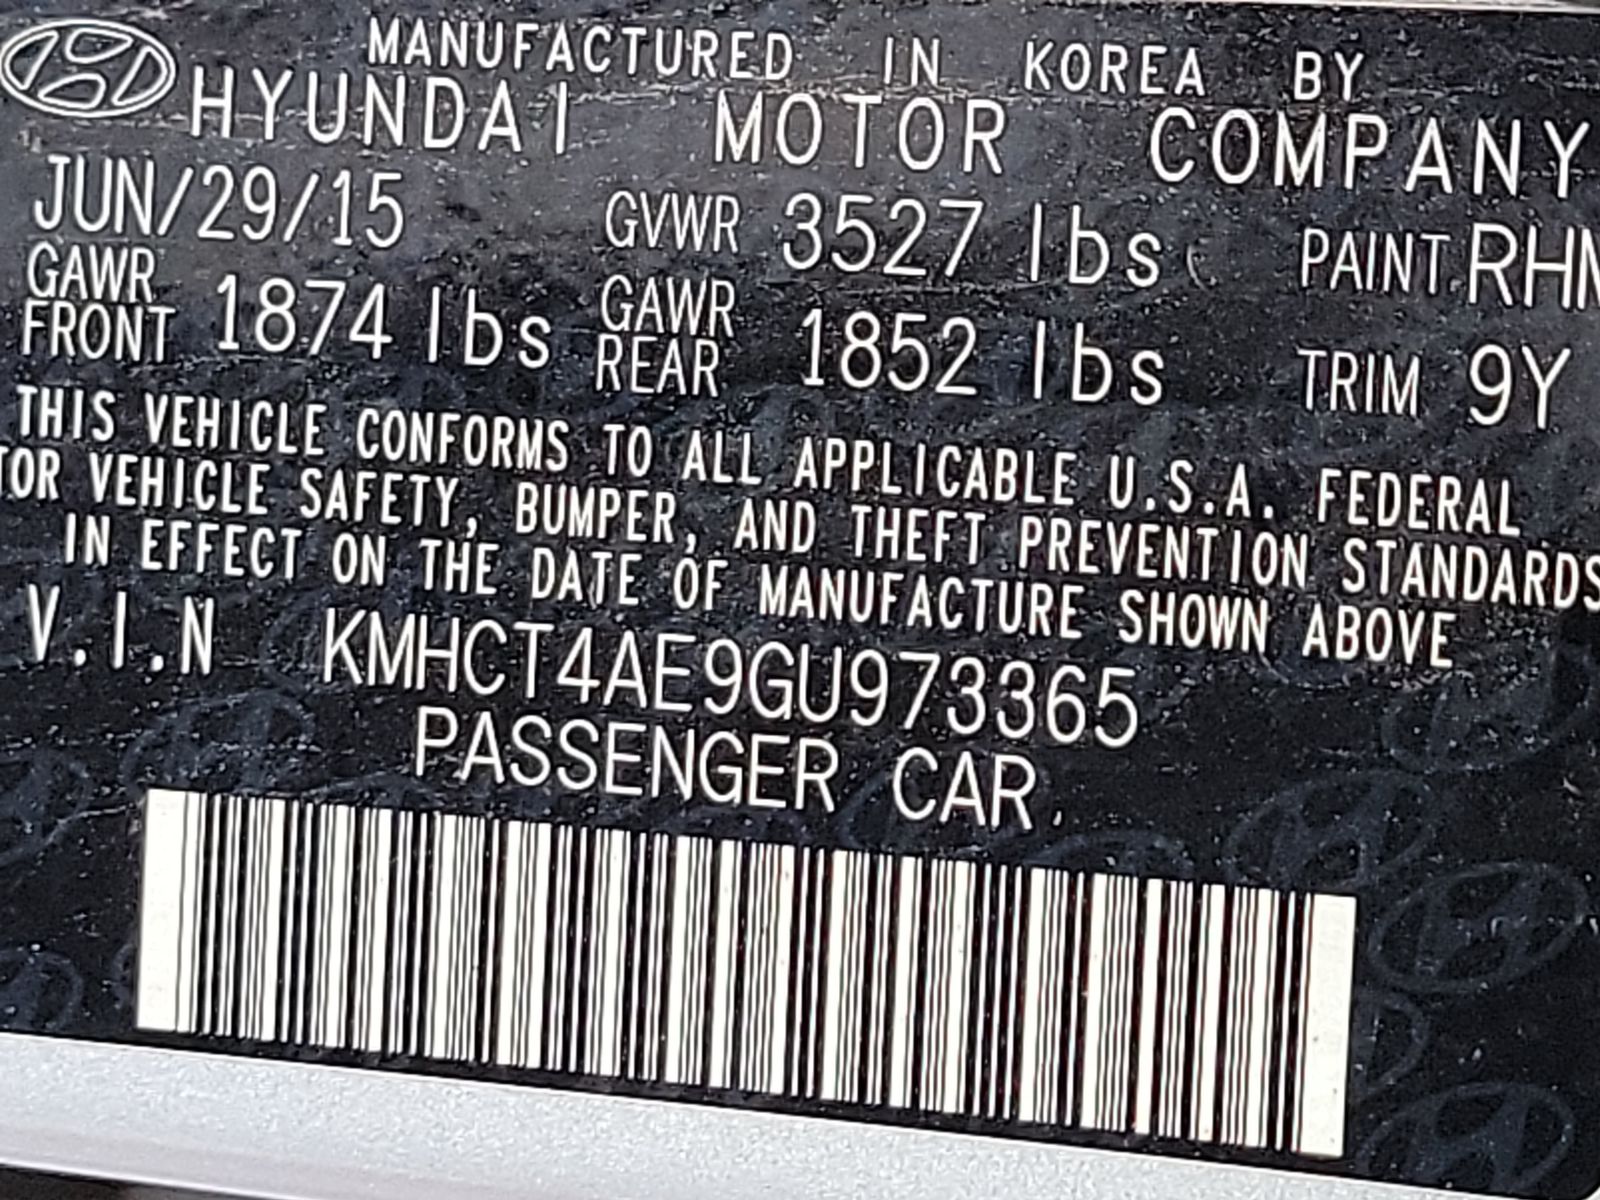 MANUFACTURED IN KOREA BY
HYUNDAI MOTOR COMPANY
JUN/29/15 GVWR 3527 lbs PAINT RHM
GAWR FRONT 1874 lbs GAWR REAR 1852 lbs TRIM 9Y
THIS VEHICLE CONFORMS TO ALL APPLICABLE U.S.A. FEDERAL
TOR VEHICLE SAFETY, BUMPER, AND THEFT PREVENTION STANDARDS
IN EFFECT ON THE DATE OF MANUFACTURE SHOWN ABOVE
V.I.N KMHCT4AE9GU973365
PASSENGER CAR